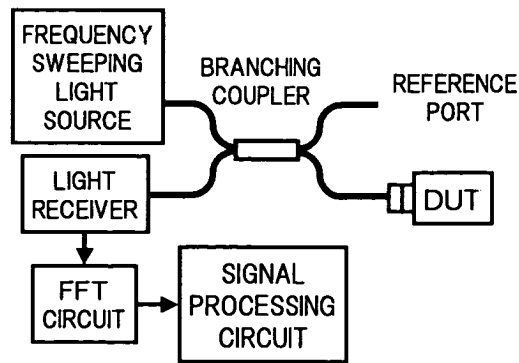 FREQUENCY
SWEEPING
LIGHT
SOURCE
BRANCHING
COUPLER
REFERENCE
PORT
LIGHT
RECEIVER
DUT
FFT
CIRCUIT
SIGNAL
PROCESSING
CIRCUIT